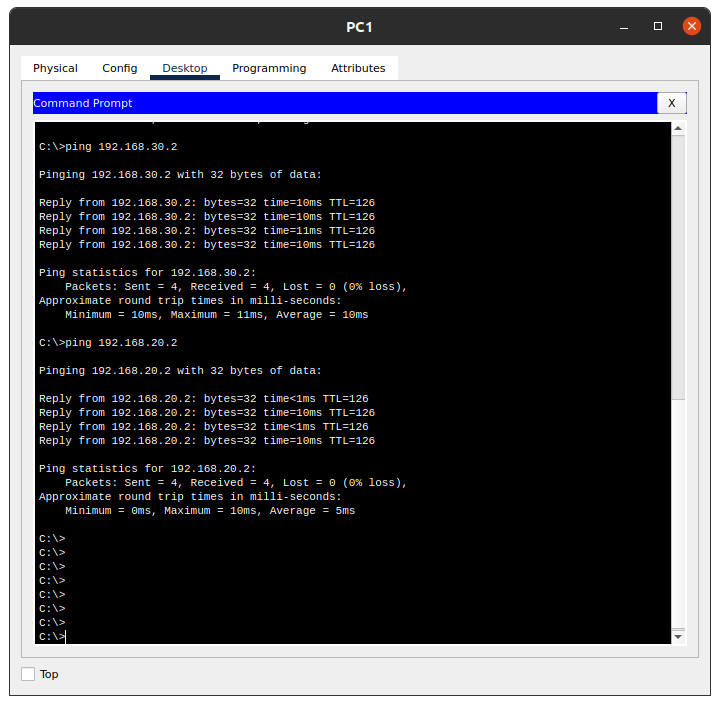 PC1
Physical Config Desktop Programming Attributes
Command Prompt X
C:\>ping 192.168.30.2
Pinging 192.168.30.2 with 32 bytes of data:
Reply from 192.168.30.2: bytes=32 time=10ms TTL=126
Reply from 192.168.30.2: bytes=32 time=10ms TTL=126
Reply from 192.168.30.2: bytes=32 time=11ms TTL=126
Reply from 192.168.30.2: bytes=32 time=10ms TTL=126
Ping statistics for 192.168.30.2:
Packets: Sent = 4, Received = 4, Lost = 0 (0% loss),
Approximate round trip times in milli-seconds:
Minimum = 10ms, Maximum = 11ms, Average = 10ms
C:\>ping 192.168.20.2
Pinging 192.168.20.2 with 32 bytes of data:
Reply from 192.168.20.2: bytes=32 time<1ms TTL=126
Reply from 192.168.20.2: bytes=32 time=10ms TTL=126
Reply from 192.168.20.2: bytes=32 time<1ms TTL=126
Reply from 192.168.20.2: bytes=32 time=10ms TTL=126
Ping statistics for 192.168.20.2:
Packets: Sent = 4, Received = 4, Lost = 0 (0% loss),
Approximate round trip times in milli-seconds:
Minimum = 0ms, Maximum = 10ms, Average = 5ms
C:\>
C:\>
C:\>
C:\>
C:\>
C:\>
C:\>
C:\>
Top